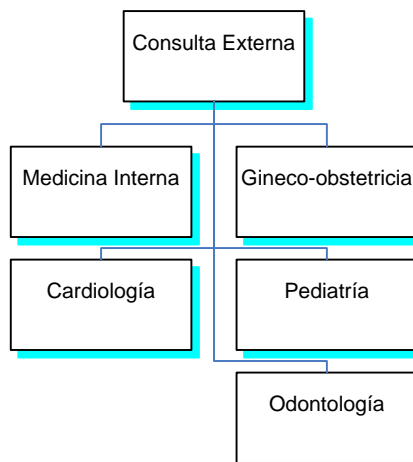 Consulta Externa
Medicina Interna
Gineco-obstetricia
Cardiología
Pediatría
Odontología